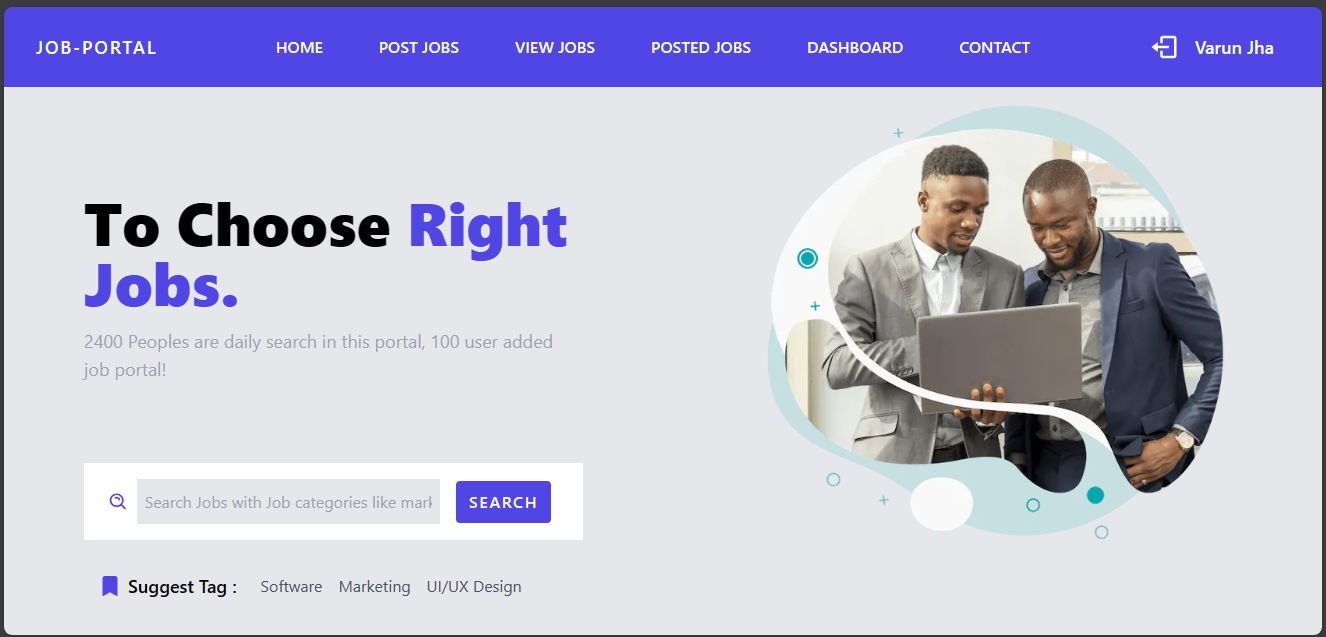 JOB-PORTAL HOME POST JOBS VIEW JOBS POSTED JOBS DASHBOARD CONTACT Varun Jha
To Choose Right
Jobs.
2400 Peoples are daily search in this portal, 100 user added
job portal!
Search Jobs with Job categories like mark SEARCH
Suggest Tag : Software Marketing UI/UX Design